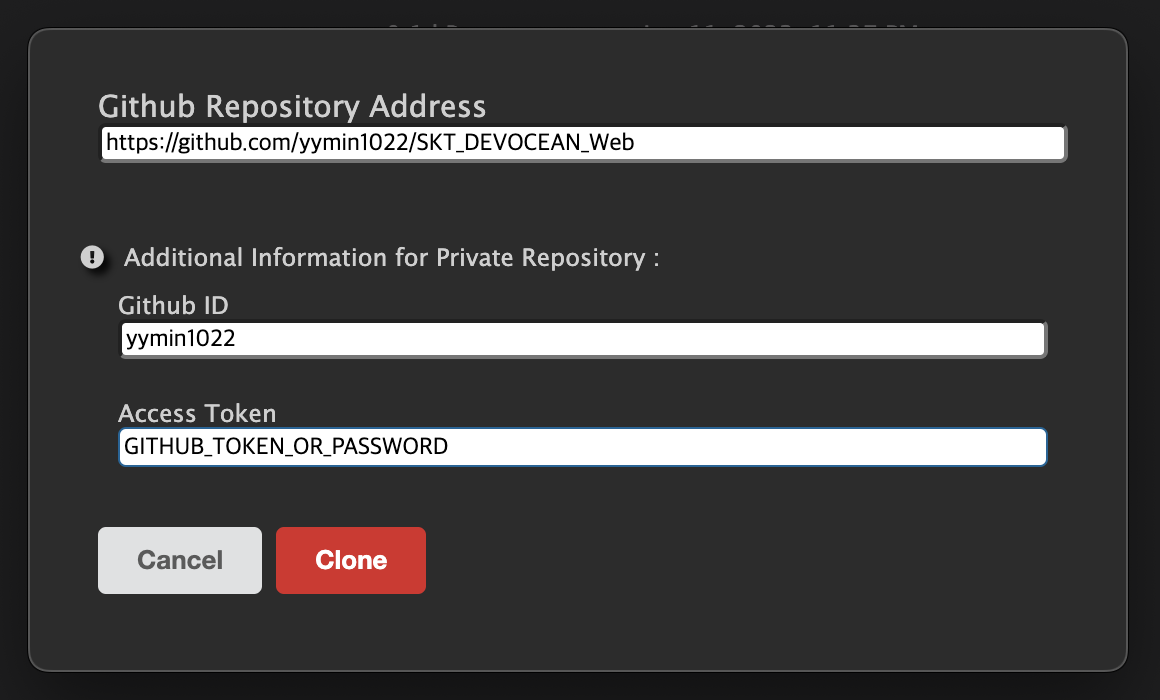 Github Repository Address
https://github.com/yymin1022/SKT_DEVOCEAN_Web
Additional Information for Private Repository :
Github ID
yymin1022
Access Token
GITHUB_TOKEN_OR_PASSWORD
Cancel Clone